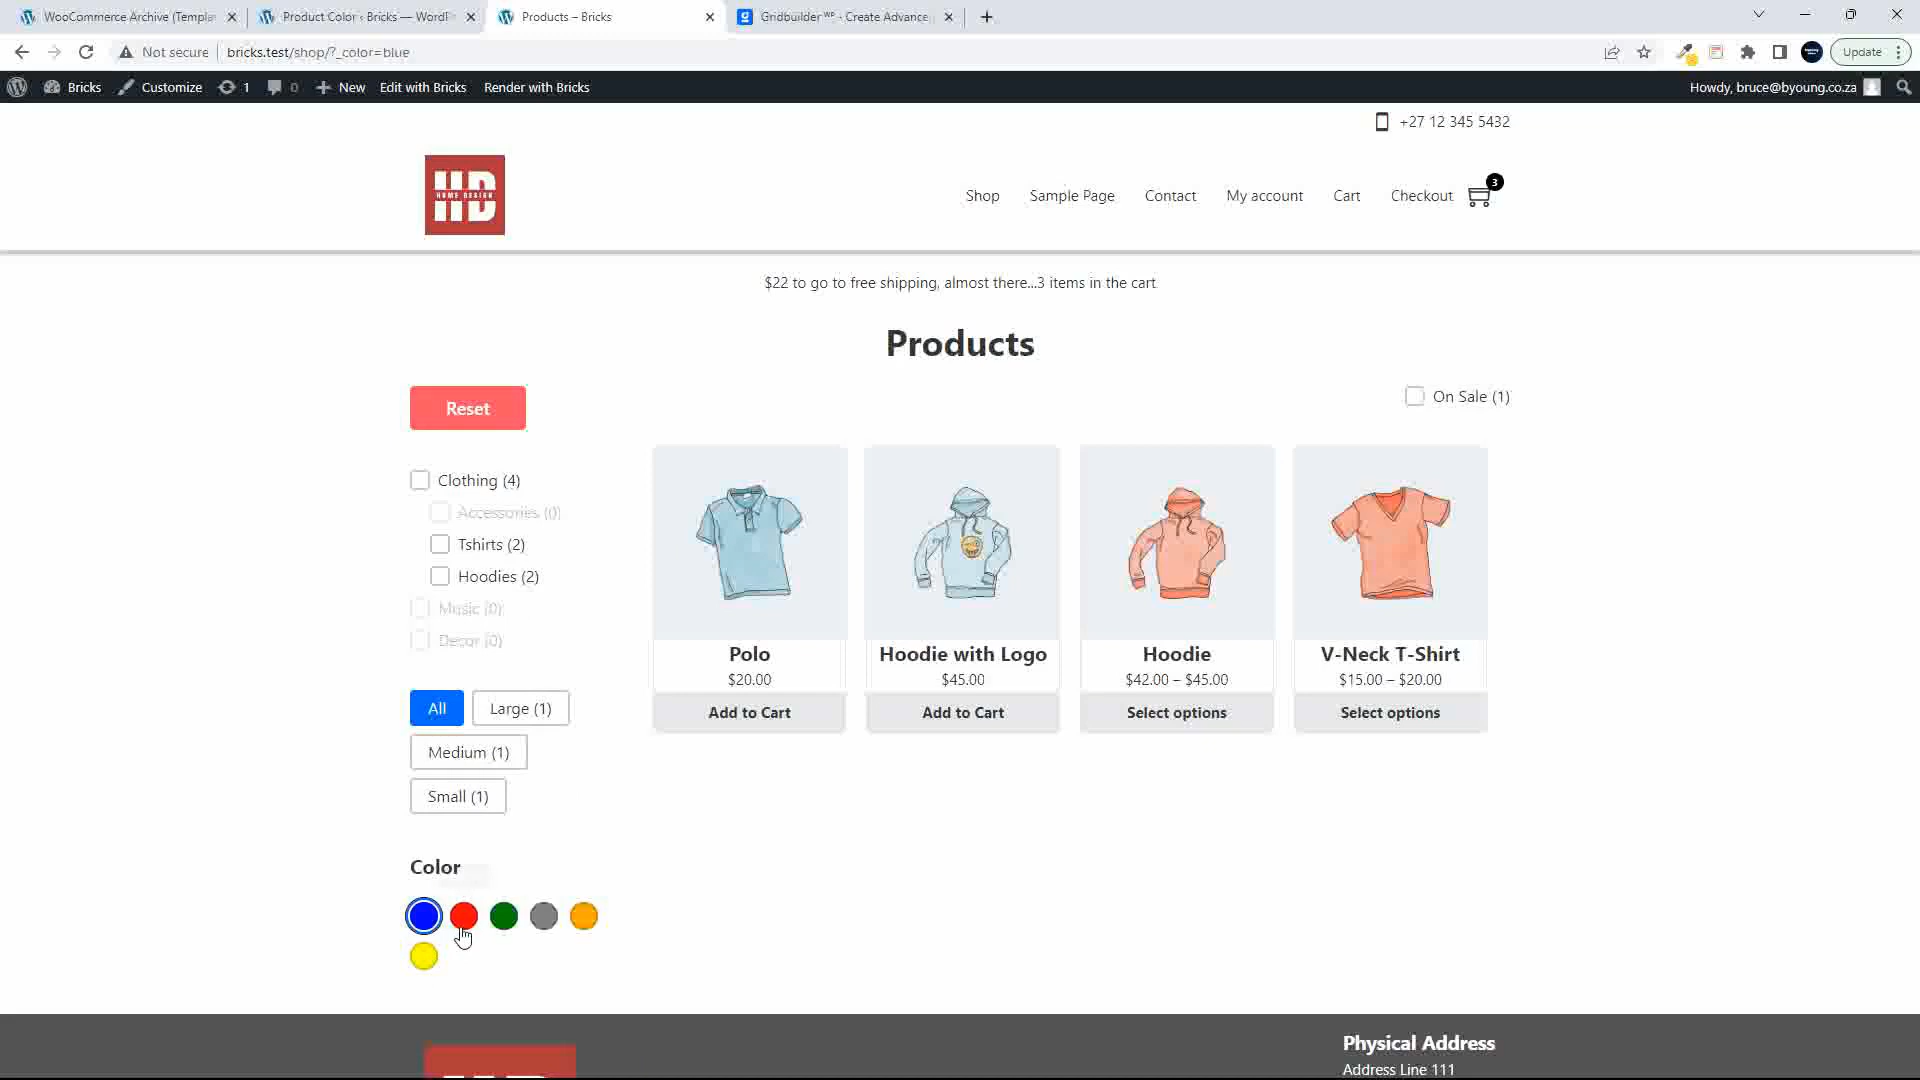 WooCommerce Archive (Templa
Product Color ‹ Bricks — WordP
Products – Bricks
Gridbuilder ᵂᴾ - Create Advance
Not secure
bricks.test/shop/?_color=blue
Update
Bricks
Customize
1
0
New
Edit with Bricks
Render with Bricks
Howdy, bruce@byoung.co.za
+27 12 345 5432
HD
HOME DESIGN
Shop
Sample Page
Contact
My account
Cart
Checkout
3
$22 to go to free shipping, almost there...3 items in the cart
Products
Reset
On Sale (1)
Clothing (4)
Accessories (0)
Tshirts (2)
Hoodies (2)
Music (0)
Decor (0)
All
Large (1)
Medium (1)
Small (1)
Polo
$20.00
Add to Cart
Hoodie with Logo
$45.00
Add to Cart
Hoodie
$42.00 – $45.00
Select options
V-Neck T-Shirt
$15.00 – $20.00
Select options
Color
Physical Address
Address Line 111